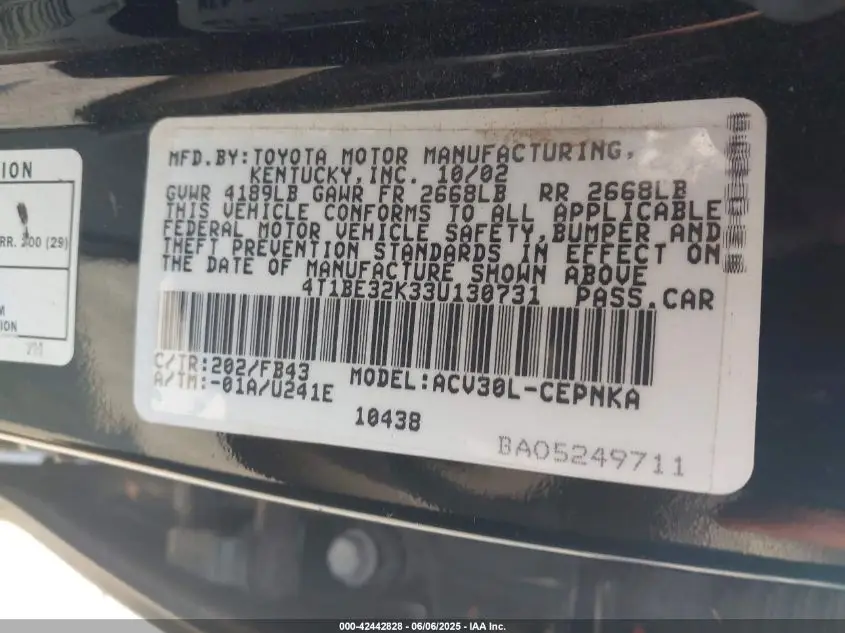 TION
RR. 300 (29)
M
ION
MFD.BY:TOYOTA MOTOR MANUFACTURING,
KENTUCKY,INC. 10/02
GVWR 4189LB GAWR FR 2668LB RR 2668LB
THIS VEHICLE CONFORMS TO ALL APPLICABLE
FEDERAL MOTOR VEHICLE SAFETY,BUMPER AND
THEFT PREVENTION STANDARDS IN EFFECT ON
THE DATE OF MANUFACTURE SHOWN ABOVE
4T1BE32K33U130731 PASS.CAR
C/TR:202/FB43 MODEL:ACV30L-CEPNKA
A/TM:-01A/U241E
10438
BA05249711
000-42442828 - 06/06/2025 - IAA Inc.